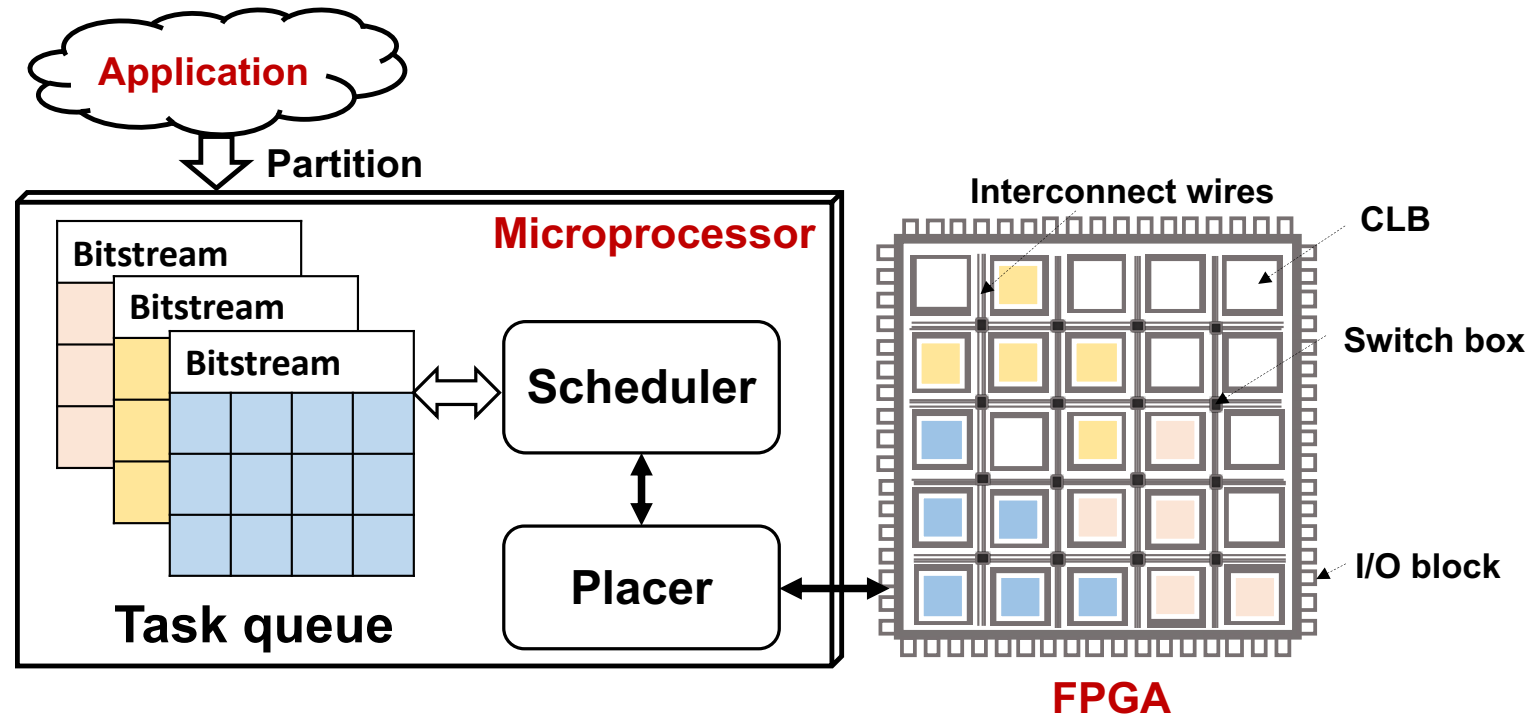 Application
Partition
Microprocessor
Bitstream
Bitstream
Bitstream
Scheduler
Placer
Task queue
Interconnect wires
CLB
Switch box
I/O block
FPGA